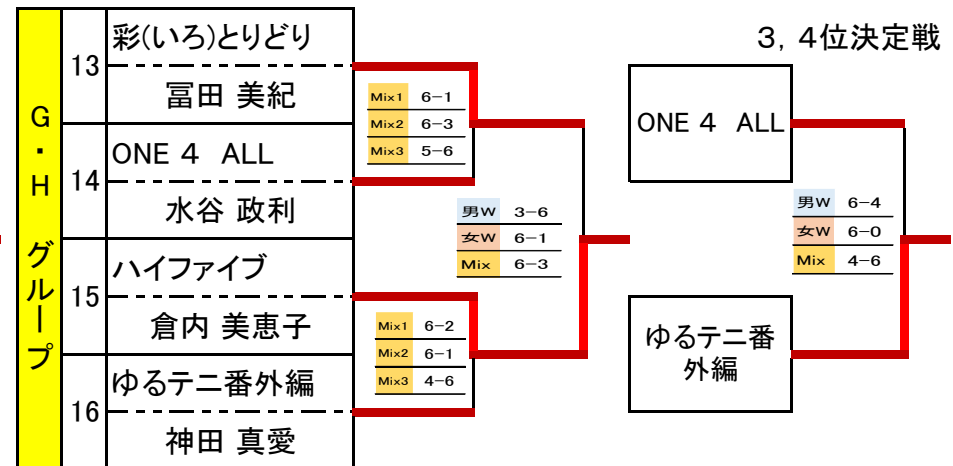 G・Hグループ
13
彩(いろ)とりどり
冨田 美紀
14
ONE 4 ALL
水谷 政利
15
ハイファイブ
倉内 美恵子
16
ゆるテニ番外編
神田 真愛
Mix1 6-1
Mix2 6-3
Mix3 5-6
Mix1 6-2
Mix2 6-1
Mix3 4-6
男W 3-6
女W 6-1
Mix 6-3
3,4位決定戦
ONE 4 ALL
ゆるテニ番
外編
男W 6-4
女W 6-0
Mix 4-6